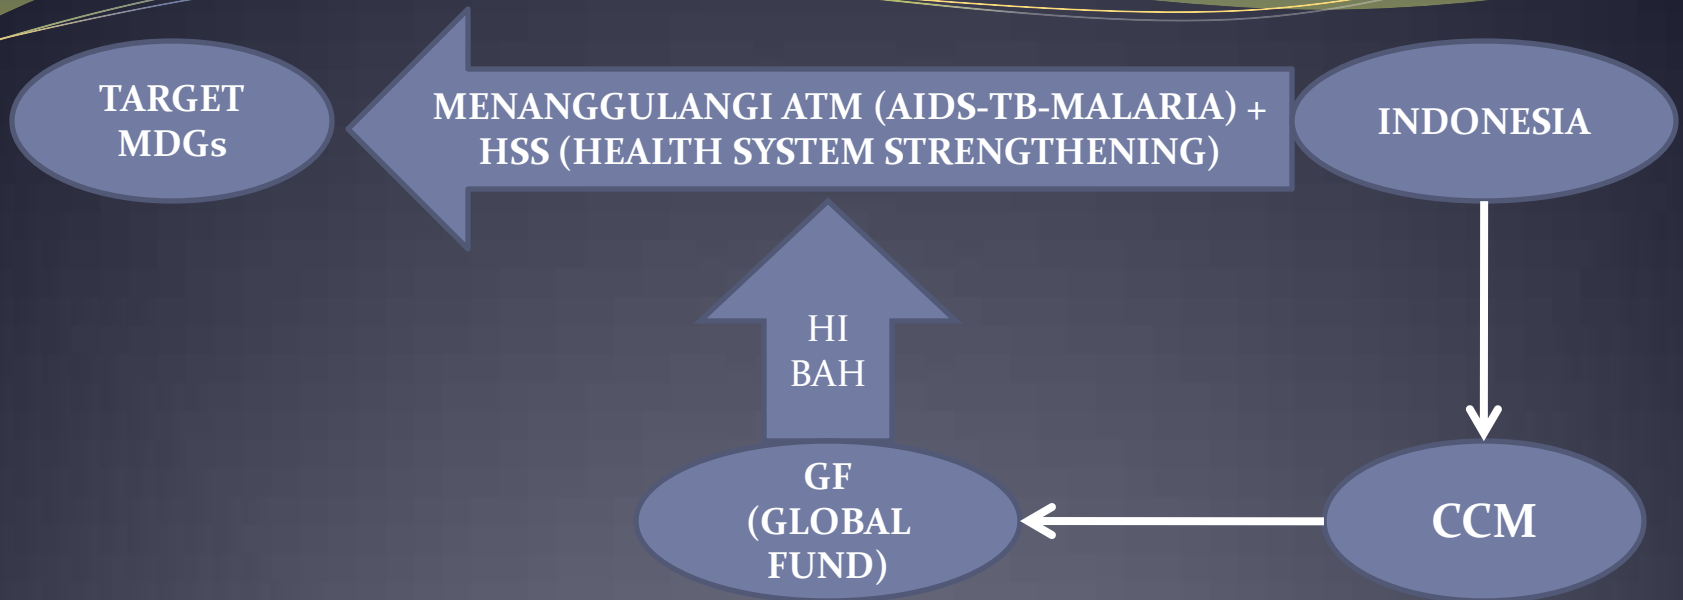 TARGET
MDGs
MENANGGULANGI ATM (AIDS-TB-MALARIA) +
HSS (HEALTH SYSTEM STRENGTHENING)
INDONESIA
HI
BAH
GF
(GLOBAL
FUND)
CCM